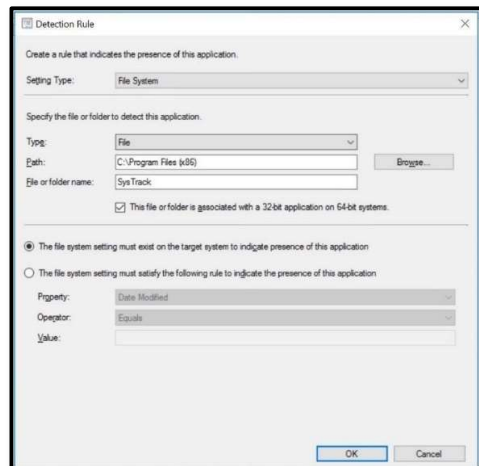 Detection Rule
Create a rule that indicates the presence of this application.
Setting Type: File System
Specify the file or folder to detect this application.
Type: File
Path: C:\Program Files (x86) Browse...
File or folder name: SysTrack
This file or folder is associated with a 32-bit application on 64-bit systems.
The file system setting must exist on the target system to indicate presence of this application
The file system setting must satisfy the following rule to indicate the presence of this application
Property: Date Modified
Operator: Equals
Value:
OK Cancel